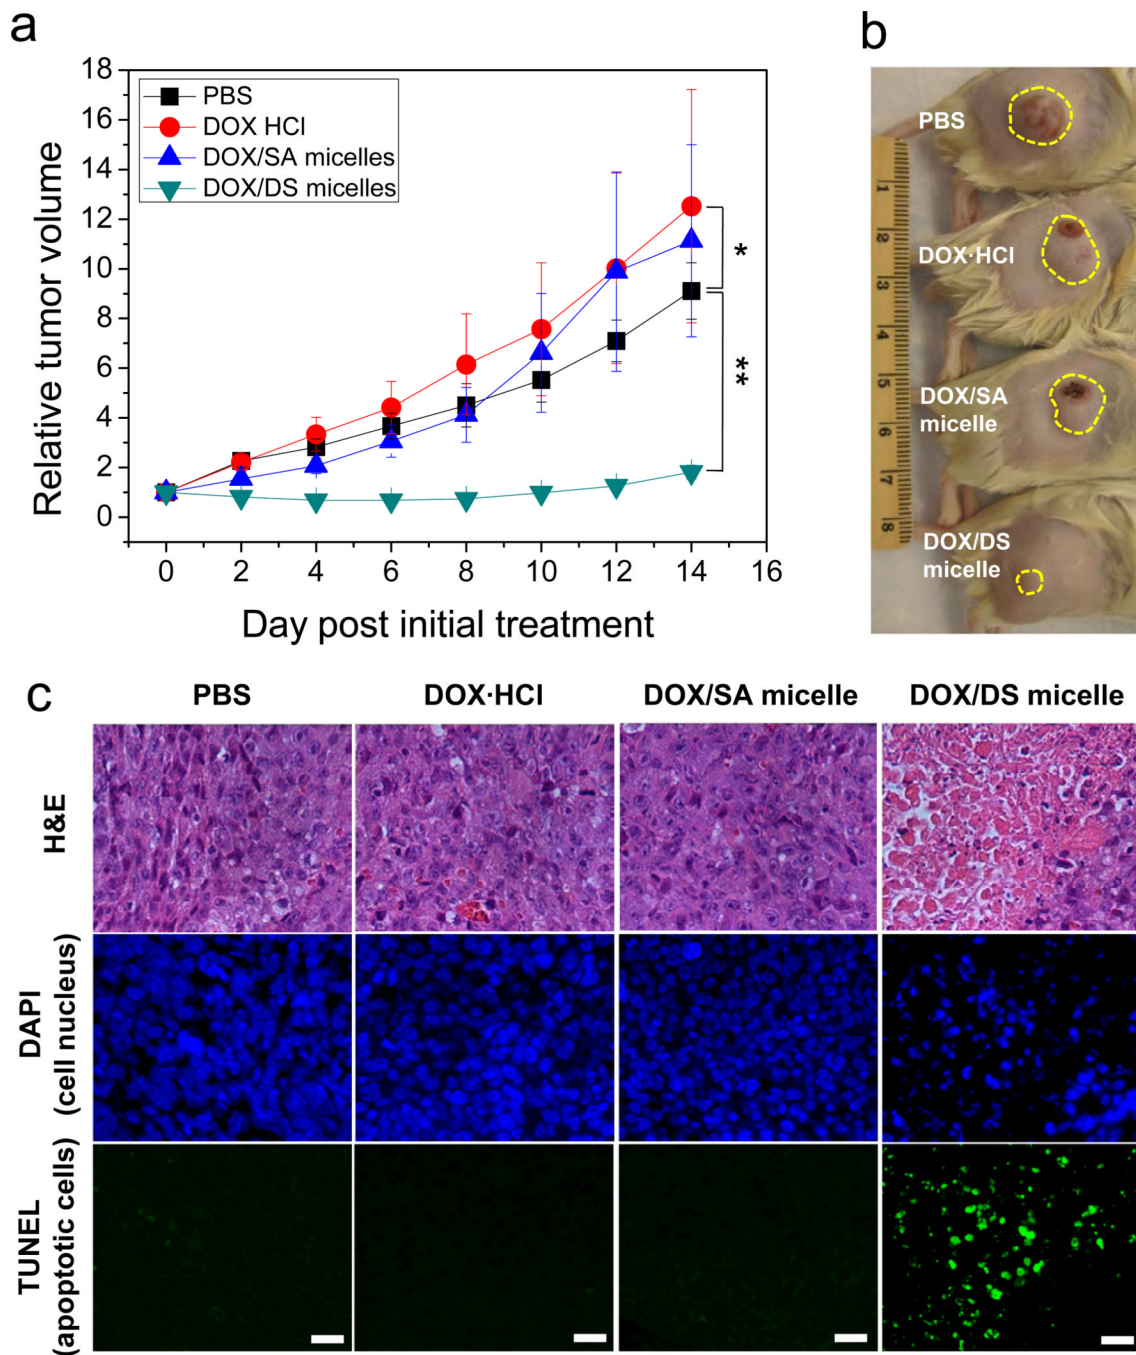 a
18
16
14
12
10
8
6
4
2
0
Relative tumor volume
PBS
DOX HCl
DOX/SA micelles
DOX/DS micelles
*
**
0 2 4 6 8 10 12 14 16
Day post initial treatment
b
PBS
DOX·HCl
DOX/SA
micelle
DOX/DS
micelle
1
2
3
4
5
6
7
8
c
PBS DOX·HCl DOX/SA micelle DOX/DS micelle
H&E
DAPI
(cell nucleus)
TUNEL
(apoptotic cells)